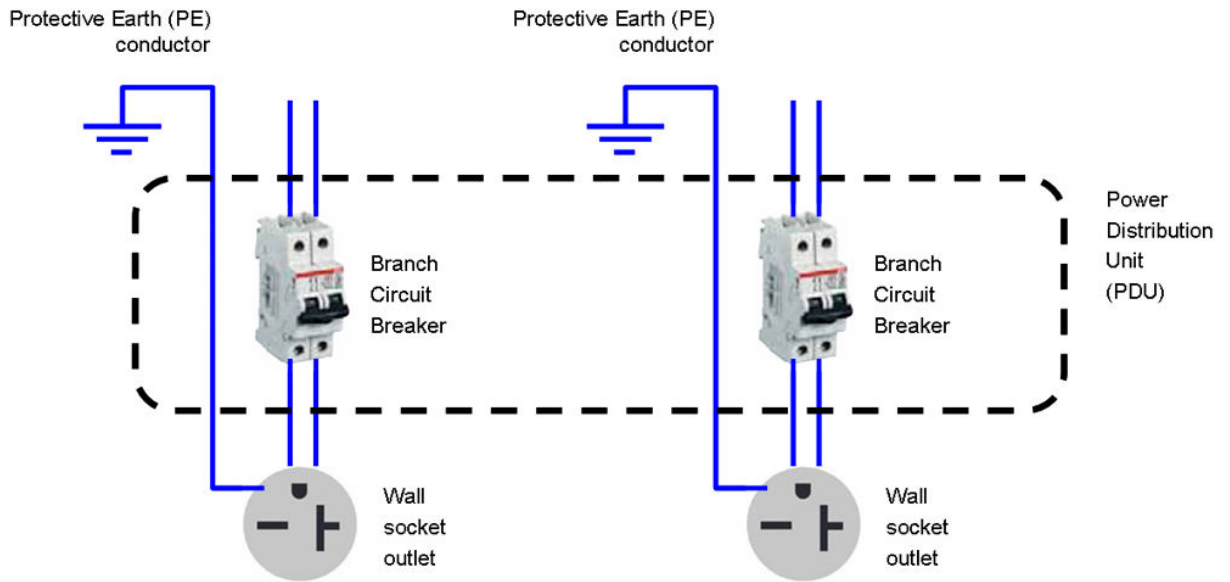 Protective Earth (PE)
conductor
Protective Earth (PE)
conductor
Branch
Circuit
Breaker
Branch
Circuit
Breaker
Power
Distribution
Unit
(PDU)
Wall
socket
outlet
Wall
socket
outlet